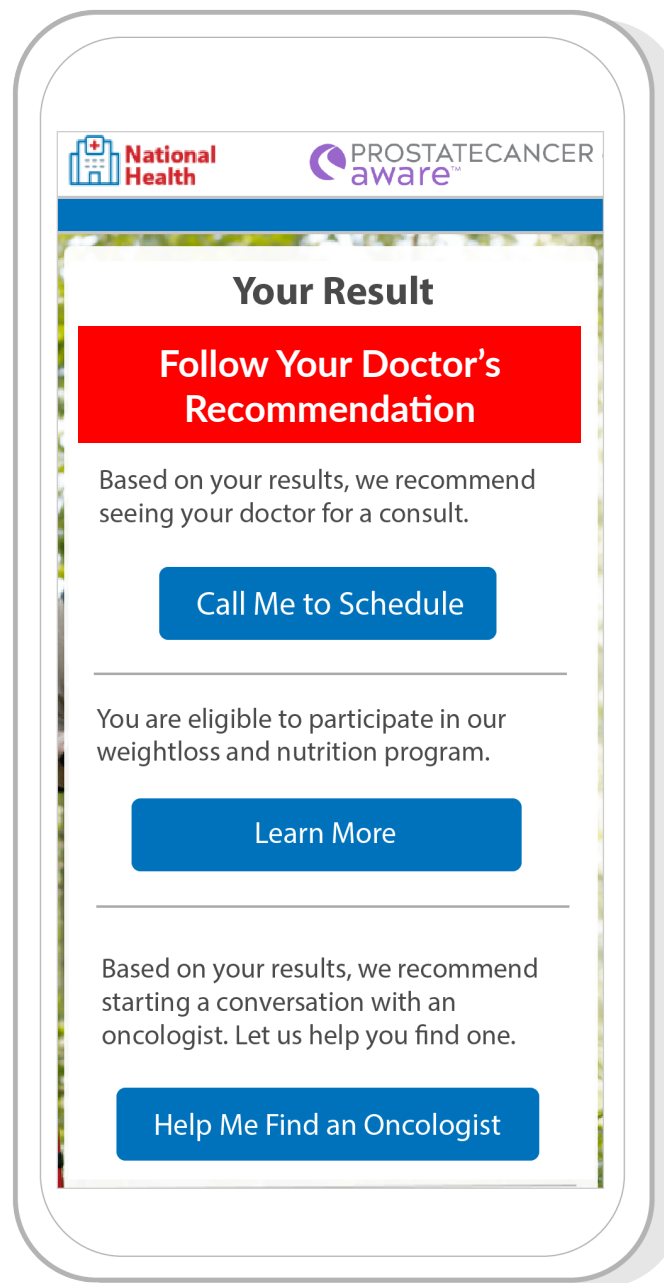 National
Health
PROSTATECANCER
aware™
Your Result
Follow Your Doctor’s
Recommendation
Based on your results, we recommend
seeing your doctor for a consult.
Call Me to Schedule
You are eligible to participate in our
weightloss and nutrition program.
Learn More
Based on your results, we recommend
starting a conversation with an
oncologist. Let us help you find one.
Help Me Find an Oncologist